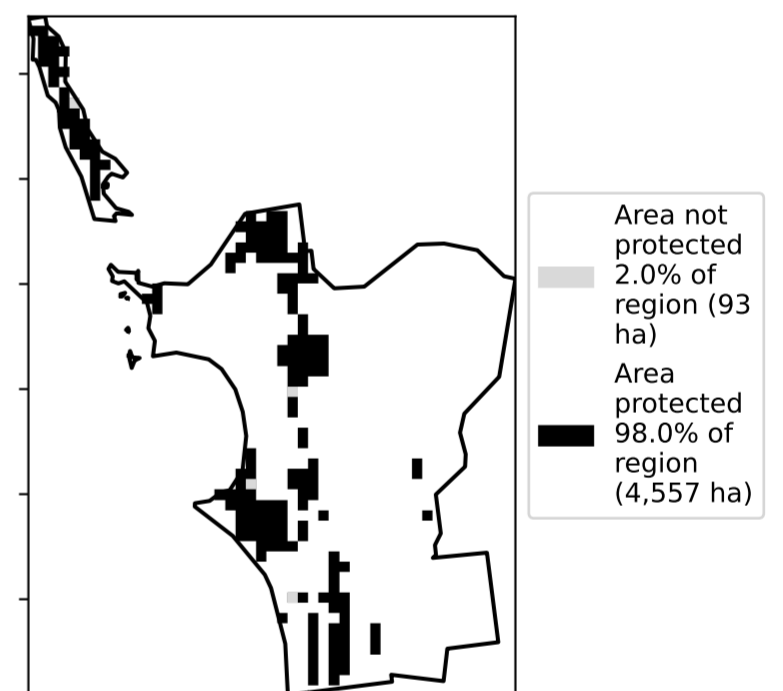 Area not
protected
2.0% of
region (93
ha)
Area
protected
98.0% of
region
(4,557 ha)